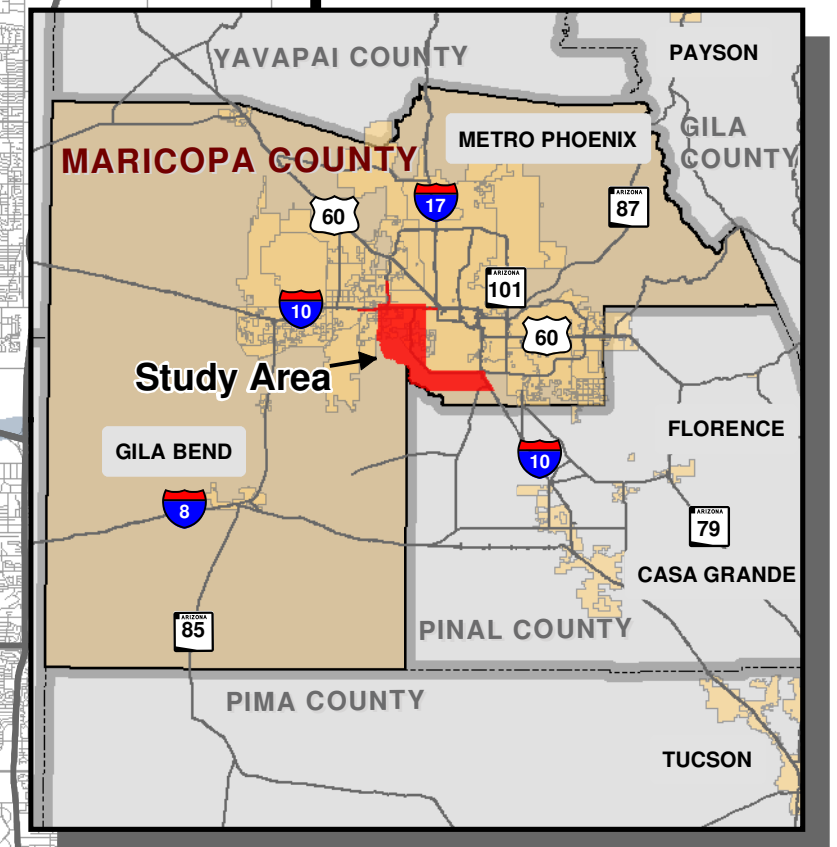 YAVAPAI COUNTY
PAYSON
METRO PHOENIX
GILA
COUNTY
MARICOPA COUNTY
17
60
ARIZONA
87
ARIZONA
101
10
60
Study Area
FLORENCE
GILA BEND
10
8
ARIZONA
79
CASA GRANDE
ARIZONA
85
PINAL COUNTY
PIMA COUNTY
TUCSON